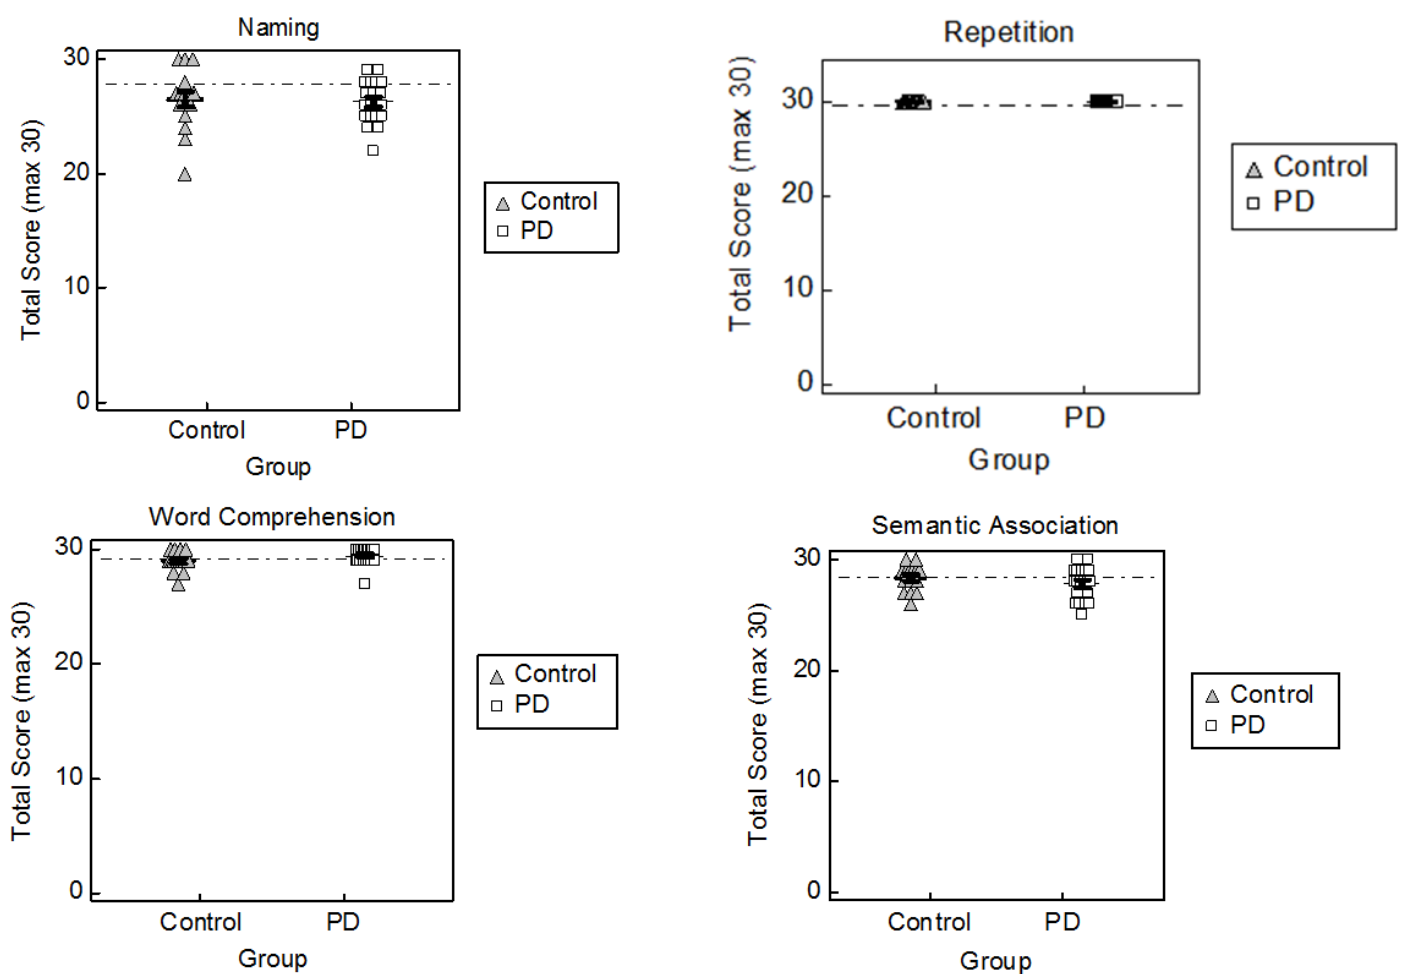 Naming
Total Score (max 30)
30
20
10
0
Control
PD
Group
Control
PD
Repetition
Total Score (max 30)
30
20
10
0
Control
PD
Group
Control
PD
Word Comprehension
Total Score (max 30)
30
20
10
0
Control
PD
Group
Control
PD
Semantic Association
Total Score (max 30)
30
20
10
0
Control
PD
Group
Control
PD